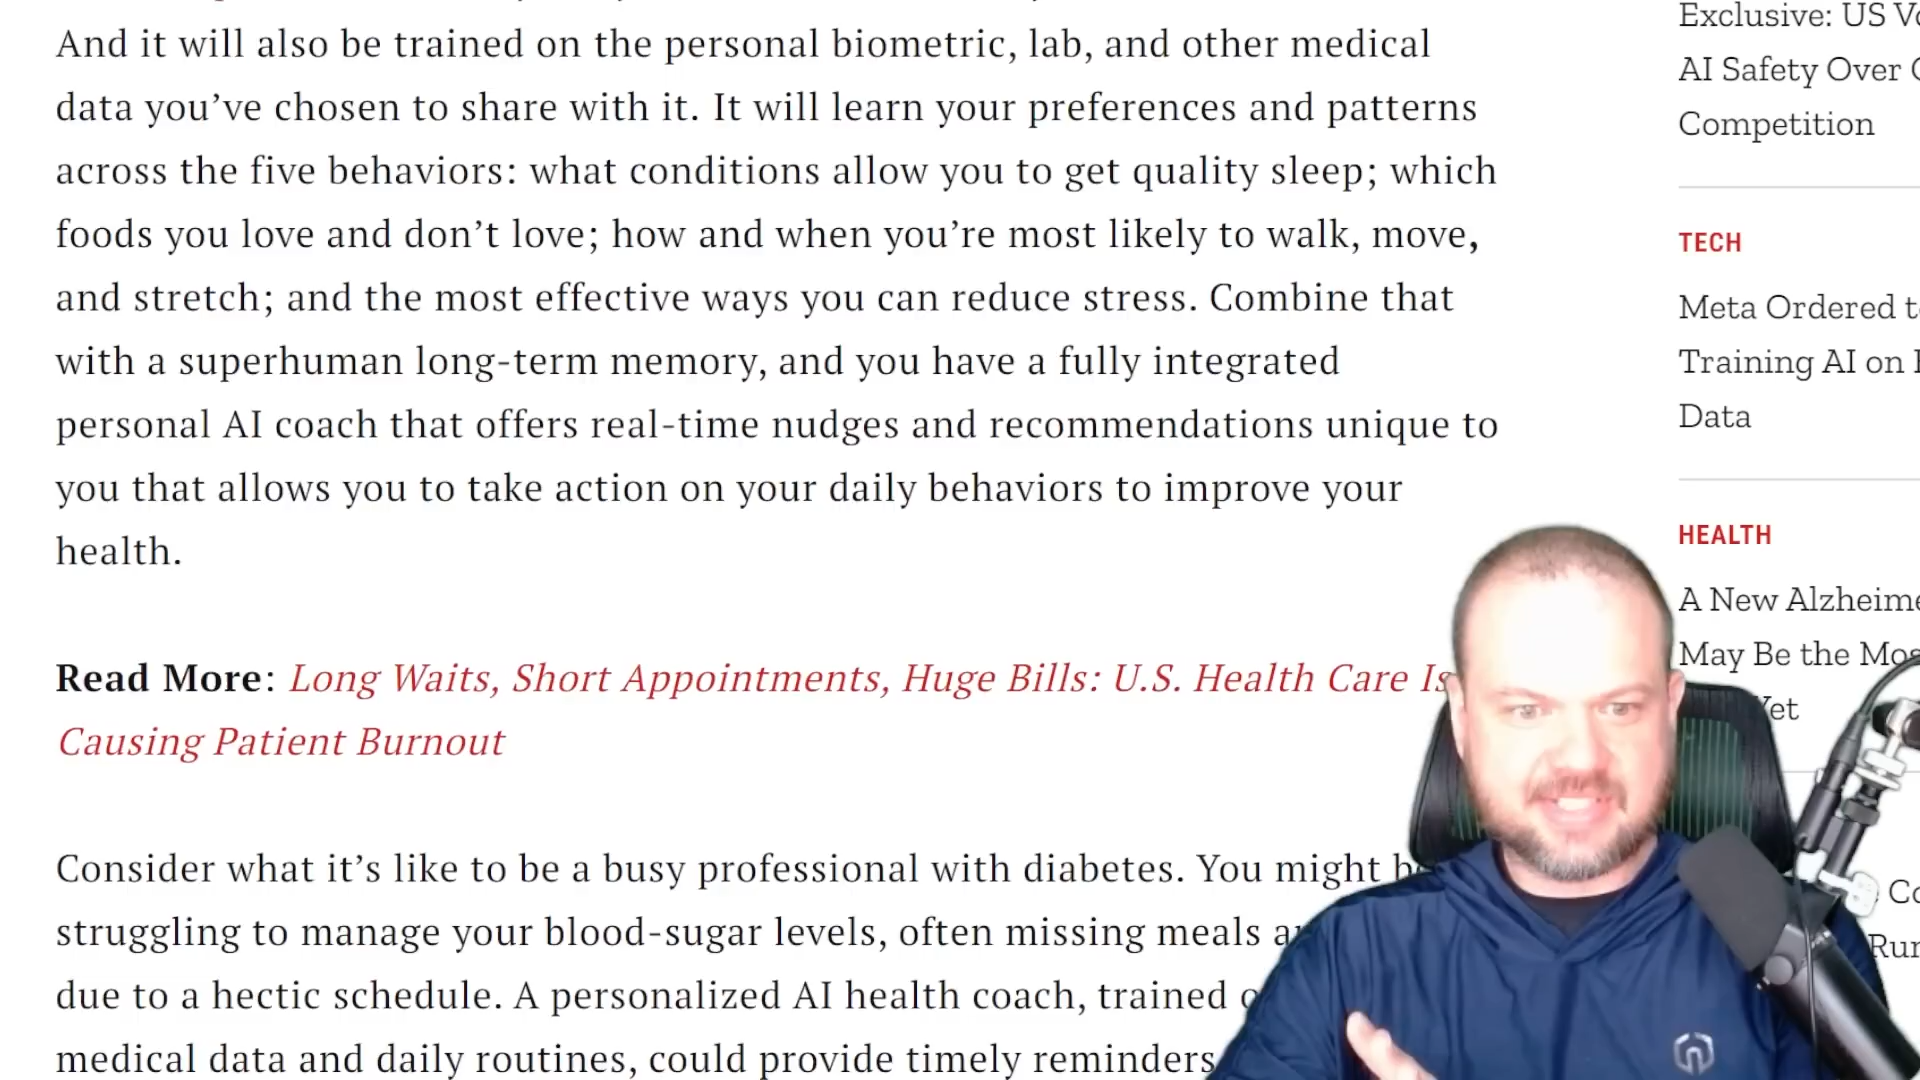 And it will also be trained on the personal biometric, lab, and other medical
data you’ve chosen to share with it. It will learn your preferences and patterns
across the five behaviors: what conditions allow you to get quality sleep; which
foods you love and don’t love; how and when you’re most likely to walk, move,
and stretch; and the most effective ways you can reduce stress. Combine that
with a superhuman long-term memory, and you have a fully integrated
personal AI coach that offers real-time nudges and recommendations unique to
you that allows you to take action on your daily behaviors to improve your
health.
Read More: Long Waits, Short Appointments, Huge Bills: U.S. Health Care Is
Causing Patient Burnout
Consider what it’s like to be a busy professional with diabetes. You might
struggling to manage your blood-sugar levels, often missing meals
due to a hectic schedule. A personalized AI health coach, trained
medical data and daily routines, could provide timely reminders
Exclusive: US
AI Safety Over
Competition
TECH
Meta Ordered
Training AI on
Data
HEALTH
A New
May Be the
Yet